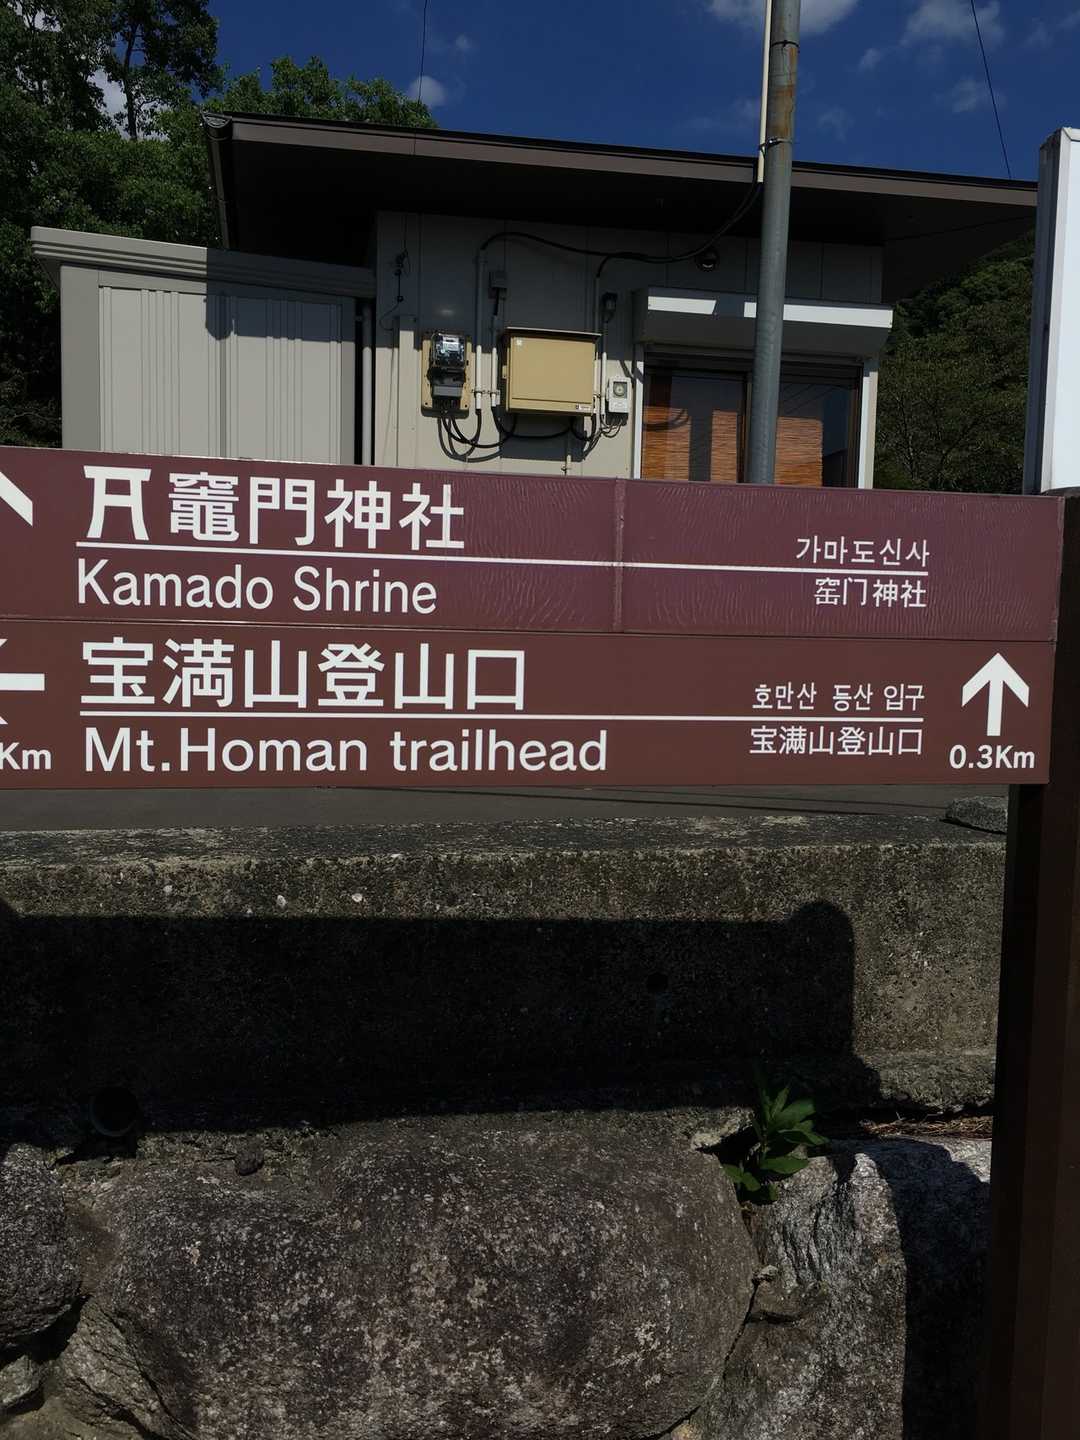 竈門神社
Kamado Shrine
가마도신사
窑门神社
宝満山登山口
Mt.Homan trailhead
호만산 등산 입구
宝满山登山口
0.3Km
Km